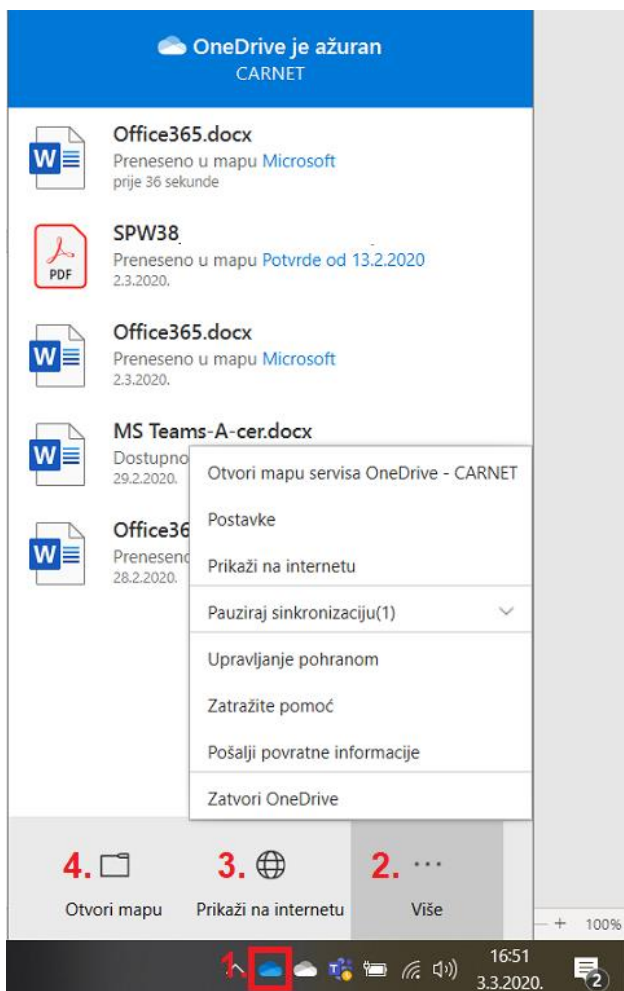 OneDrive je ažuran
CARNET
Office365.docx
Preneseno u mapu Microsoft
prije 36 sekunde
PDF
SPW38
Preneseno u mapu Potvrde od 13.2.2020
2.3.2020.
Office365.docx
Preneseno u mapu Microsoft
2.3.2020.
MS Teams-A-cer.docx
Dostupno
29.2.2020.
Office36
Preneseno
28.2.2020.
Otvori mapu servisa OneDrive - CARNET
Postavke
Prikaži na internetu
Pauziraj sinkronizaciju(1)
Upravljanje pohranom
Zatražite pomoć
Pošalji povratne informacije
Zatvori OneDrive
4. 3. 2. ...
Otvori mapu Prikaži na internetu Više
+ 100%
1.
16:51
3.3.2020.
2